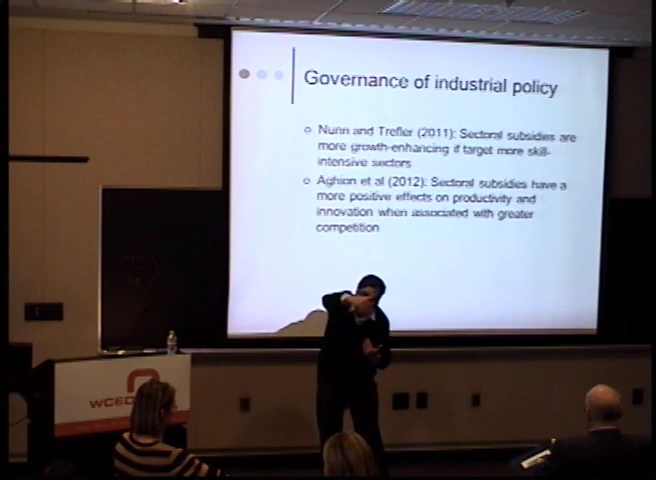 Governance of industrial policy
Nunn and Trefler (2011): Sectoral subsidies are
more growth-enhancing if target more skill-
intensive sectors
Aghion et al (2012): Sectoral subsidies have a
more positive effects on productivity and
innovation when associated with greater
competition